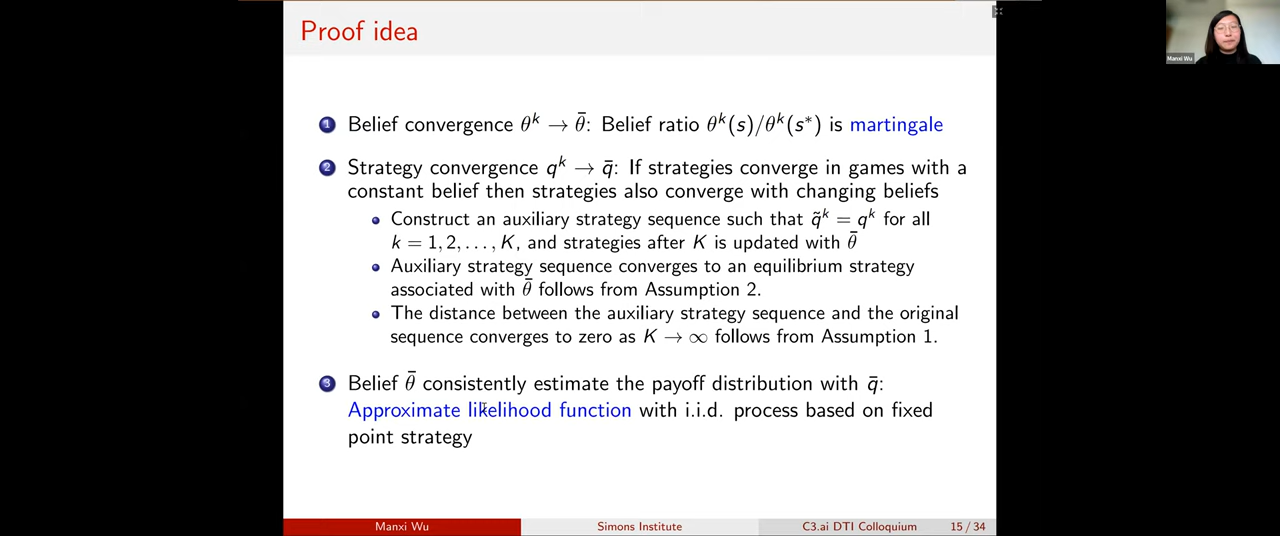 Proof idea
1 Belief convergence θ^k → θ̄: Belief ratio θ^k(s)/θ^k(s*) is martingale
2 Strategy convergence q^k → q̄: If strategies converge in games with a
constant belief then strategies also converge with changing beliefs
Construct an auxiliary strategy sequence such that q̃^k = q^k for all
k = 1, 2, . . . , K, and strategies after K is updated with θ̄
Auxiliary strategy sequence converges to an equilibrium strategy
associated with θ̄ follows from Assumption 2.
The distance between the auxiliary strategy sequence and the original
sequence converges to zero as K → ∞ follows from Assumption 1.
3 Belief θ̄ consistently estimate the payoff distribution with q̄:
Approximate likelihood function with i.i.d. process based on fixed
point strategy
Manxi Wu Simons Institute C3.ai DTI Colloquium 15 / 34
Manxi Wu